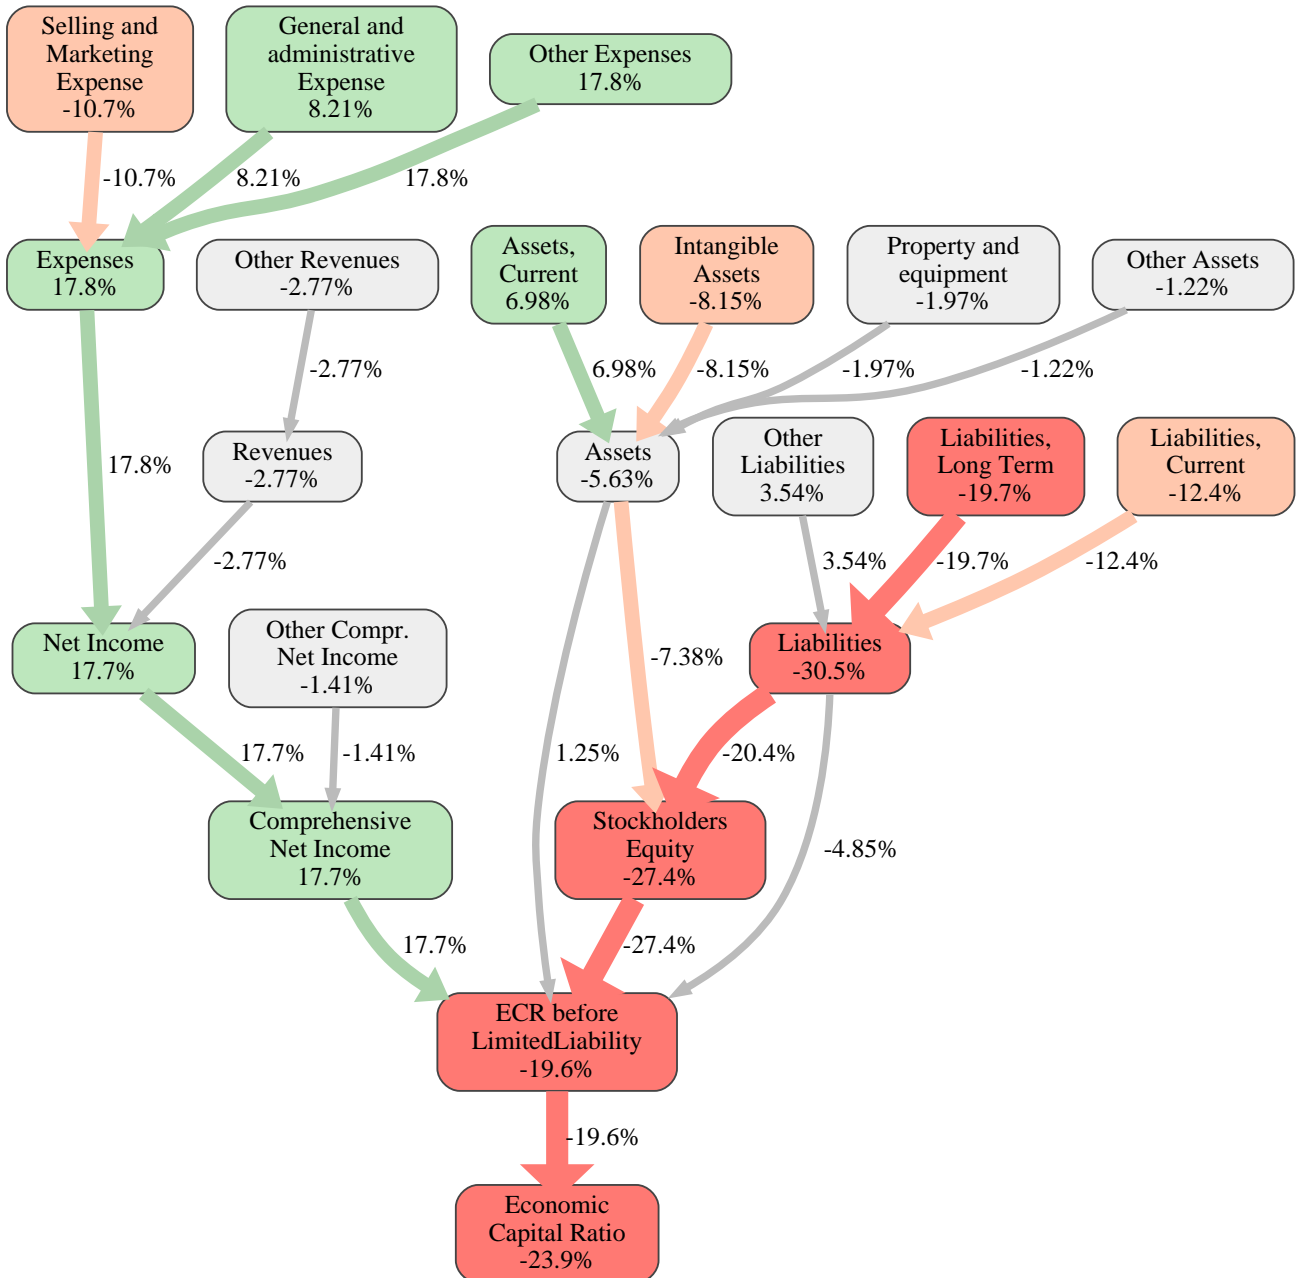 Selling and
Marketing
Expense
-10.7%
General and
administrative
Expense
8.21%
Other Expenses
17.8%
-10.7%
8.21%
17.8%
Expenses
17.8%
Other Revenues
-2.77%
Assets,
Current
6.98%
Intangible
Assets
-8.15%
Property and
equipment
-1.97%
Other Assets
-1.22%
-2.77%
6.98%
-8.15%
-1.97%
-1.22%
17.8%
Revenues
-2.77%
Assets
-5.63%
Other
Liabilities
3.54%
Liabilities,
Long Term
-19.7%
Liabilities,
Current
-12.4%
-2.77%
3.54%
-19.7%
-12.4%
Net Income
17.7%
Other Compr.
Net Income
-1.41%
-7.38%
Liabilities
-30.5%
17.7%
-1.41%
1.25%
-20.4%
Comprehensive
Net Income
17.7%
Stockholders
Equity
-27.4%
-4.85%
17.7%
-27.4%
ECR before
LimitedLiability
-19.6%
-19.6%
Economic
Capital Ratio
-23.9%